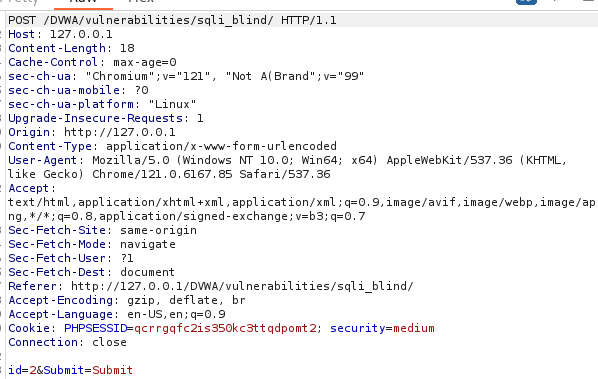 POST /DVWA/vulnerabilities/sqli_blind/ HTTP/1.1
Host: 127.0.0.1
Content-Length: 18
Cache-Control: max-age=0
sec-ch-ua: "Chromium";v="121", "Not A(Brand";v="99"
sec-ch-ua-mobile: ?0
sec-ch-ua-platform: "Linux"
Upgrade-Insecure-Requests: 1
Origin: http://127.0.0.1
Content-Type: application/x-www-form-urlencoded
User-Agent: Mozilla/5.0 (Windows NT 10.0; Win64; x64) AppleWebKit/537.36 (KHTML,
like Gecko) Chrome/121.0.6167.85 Safari/537.36
Accept:
text/html,application/xhtml+xml,application/xml;q=0.9,image/avif,image/webp,image/ap
ng,*/*;q=0.8,application/signed-exchange;v=b3;q=0.7
Sec-Fetch-Site: same-origin
Sec-Fetch-Mode: navigate
Sec-Fetch-User: ?1
Sec-Fetch-Dest: document
Referer: http://127.0.0.1/DVWA/vulnerabilities/sqli_blind/
Accept-Encoding: gzip, deflate, br
Accept-Language: en-US,en;q=0.9
Cookie: PHPSESSID=qcrrgqfc2is350kc3ttqdpomt2; security=medium
Connection: close
id=2&Submit=Submit